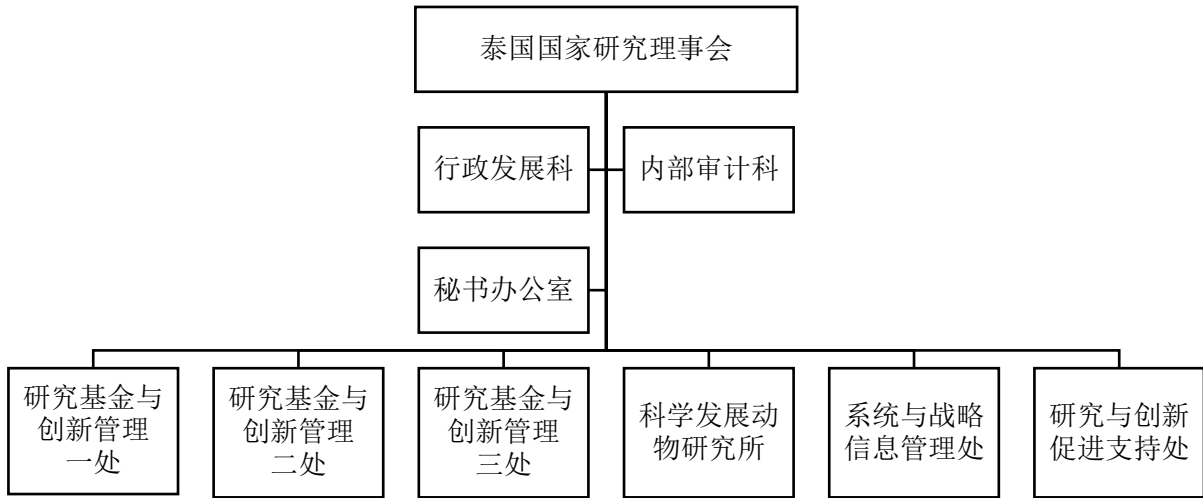 泰国国家研究理事会
行政发展科
内部审计科
秘书办公室
研究基金与
创新管理
一处
研究基金与
创新管理
二处
研究基金与
创新管理
三处
科学发展动
物研究所
系统与战略
信息管理处
研究与创新
促进支持处